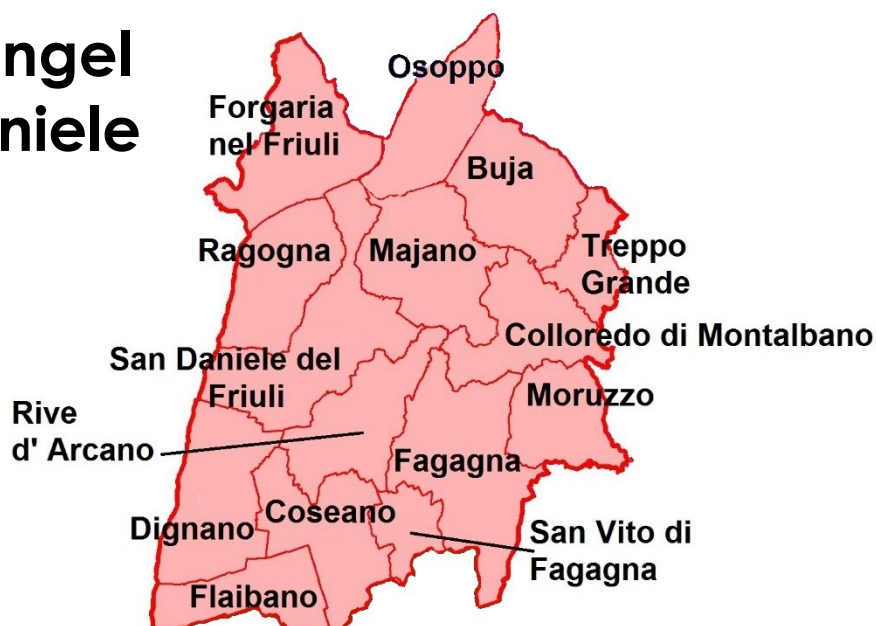 ngel
niele
Osoppo
Forgaria
nel Friuli
Buja
Ragogna
Majano
Treppo
Grande
Colloredo di Montalbano
San Daniele del
Friuli
Moruzzo
Rive
d' Arcano
Fagagna
Coseano
Dignano
San Vito di
Fagagna
Flaibano